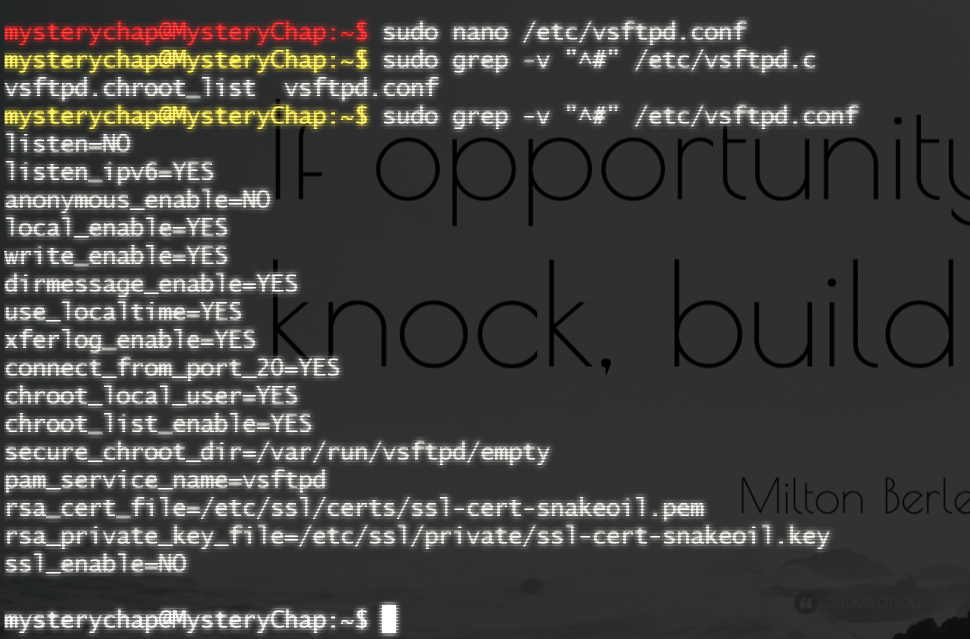 mysterychap@MysteryChap:~$ sudo nano /etc/vsftpd.conf
mysterychap@MysteryChap:~$ sudo grep -v "^#" /etc/vsftpd.c
vsftpd.chroot_list  vsftpd.conf
mysterychap@MysteryChap:~$ sudo grep -v "^#" /etc/vsftpd.conf
listen=NO
listen_ipv6=YES
anonymous_enable=NO
local_enable=YES
write_enable=YES
dirmessage_enable=YES
use_localtime=YES
xferlog_enable=YES
connect_from_port_20=YES
chroot_local_user=YES
chroot_list_enable=YES
secure_chroot_dir=/var/run/vsftpd/empty
pam_service_name=vsftpd
rsa_cert_file=/etc/ssl/certs/ssl-cert-snakeoil.pem
rsa_private_key_file=/etc/ssl/private/ssl-cert-snakeoil.key
ssl_enable=NO
mysterychap@MysteryChap:~$
If opportunity
knock, build
Milton Berle